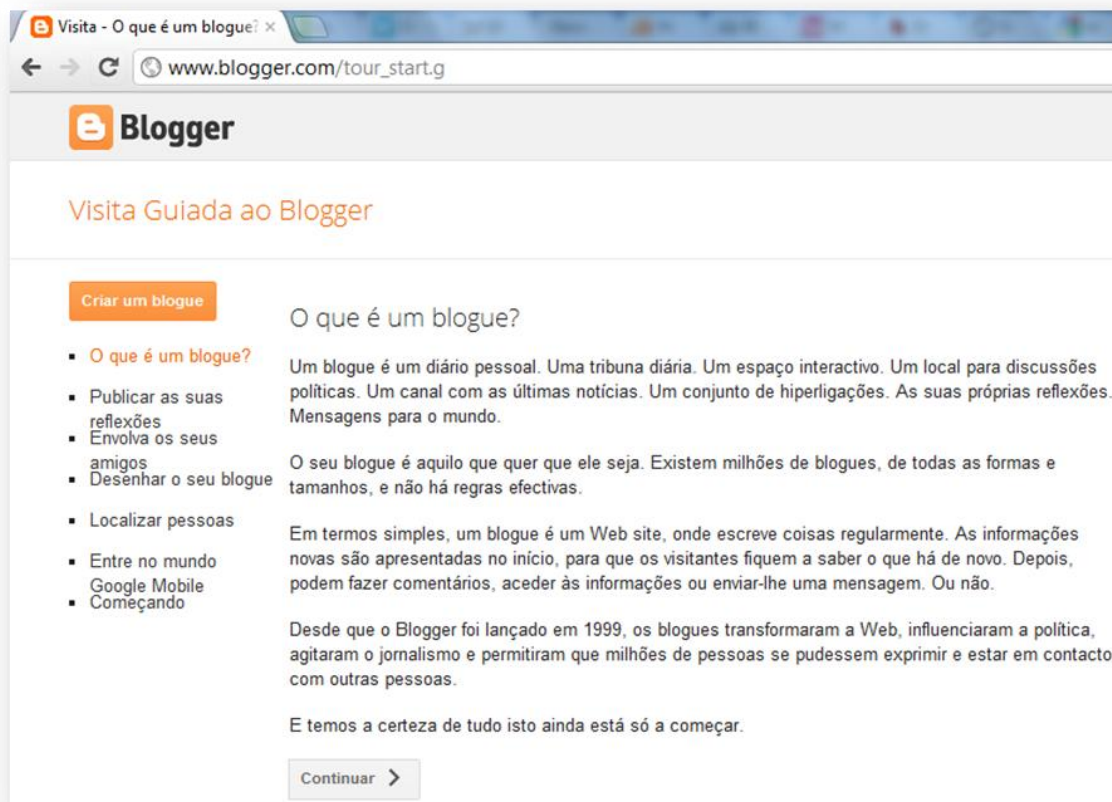 Visita - O que é um blogue?
www.blogger.com/tour_start.g
Blogger
Visita Guiada ao Blogger
Criar um blogue
O que é um blogue?
Publicar as suas
reflexões
Envolva os seus
amigos
Desenhar o seu blogue
Localizar pessoas
Entre no mundo
Google Mobile
Começando
O que é um blogue?
Um blogue é um diário pessoal. Uma tribuna diária. Um espaço interactivo. Um local para discussões
políticas. Um canal com as últimas notícias. Um conjunto de hiperligações. As suas próprias reflexões.
Mensagens para o mundo.
O seu blogue é aquilo que quer que ele seja. Existem milhões de blogues, de todas as formas e
tamanhos, e não há regras efectivas.
Em termos simples, um blogue é um Web site, onde escreve coisas regularmente. As informações
novas são apresentadas no início, para que os visitantes fiquem a saber o que há de novo. Depois,
podem fazer comentários, aceder às informações ou enviar-lhe uma mensagem. Ou não.
Desde que o Blogger foi lançado em 1999, os blogues transformaram a Web, influenciaram a política,
agitaram o jornalismo e permitiram que milhões de pessoas se pudessem exprimir e estar em contacto
com outras pessoas.
E temos a certeza de tudo isto ainda está só a começar.
Continuar